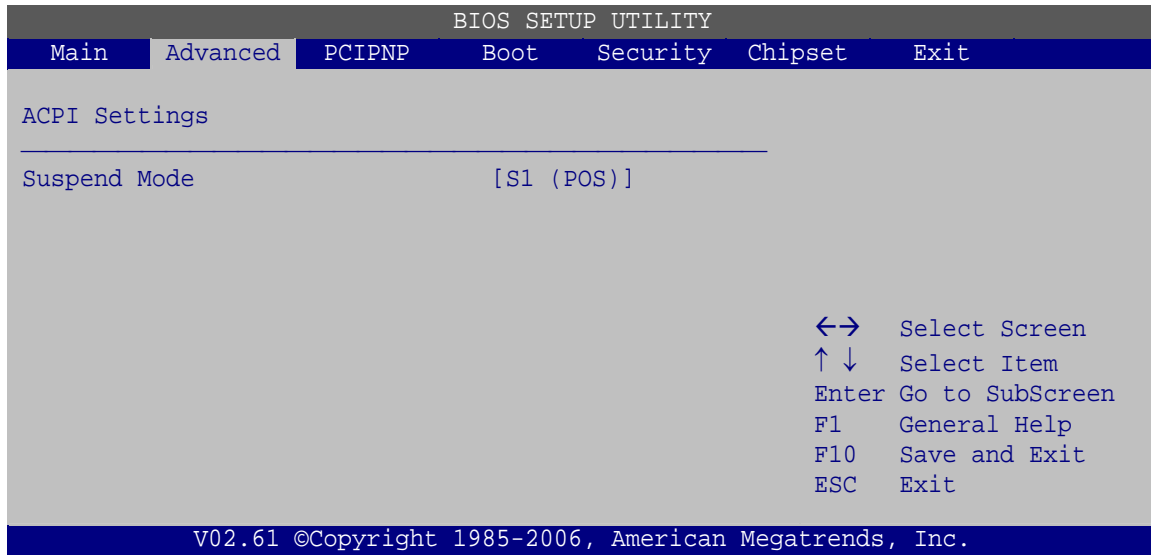 BIOS SETUP UTILITY
Main Advanced PCIPNP Boot Security Chipset Exit
ACPI Settings
Suspend Mode [S1 (POS)]
←→ Select Screen
↑ ↓ Select Item
Enter Go to SubScreen
F1 General Help
F10 Save and Exit
ESC Exit
V02.61 ©Copyright 1985-2006, American Megatrends, Inc.